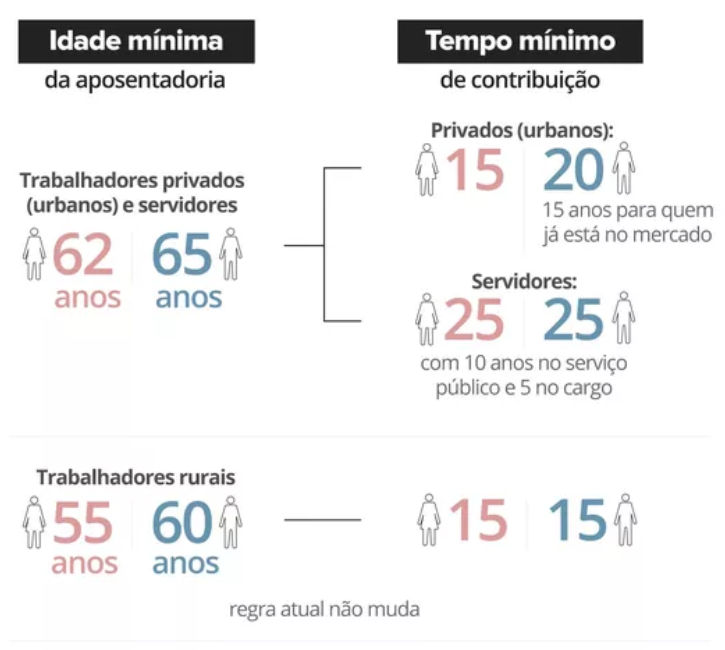 Idade mínima
da aposentadoria
Tempo mínimo
de contribuição
Trabalhadores privados
(urbanos) e servidores
62 65
anos anos
Privados (urbanos):
15 20
15 anos para quem
já está no mercado
Servidores:
25 25
com 10 anos no serviço
público e 5 no cargo
Trabalhadores rurais
55 60
anos anos
15 15
regra atual não muda